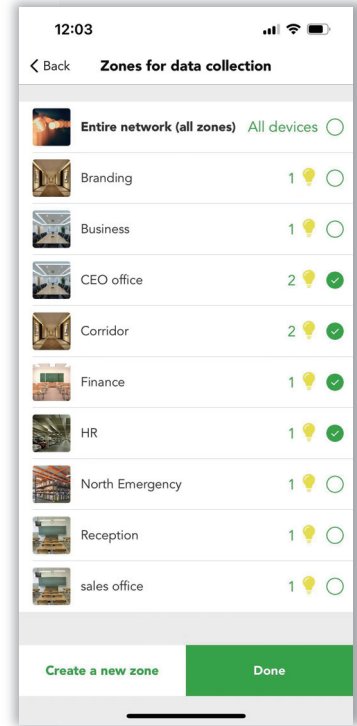 12:03
Back Zones for data collection
Entire network (all zones) All devices
Branding 1
Business 1
CEO office 2
Corridor 2
Finance 1
HR 1
North Emergency 1
Reception 1
sales office 1
Create a new zone Done